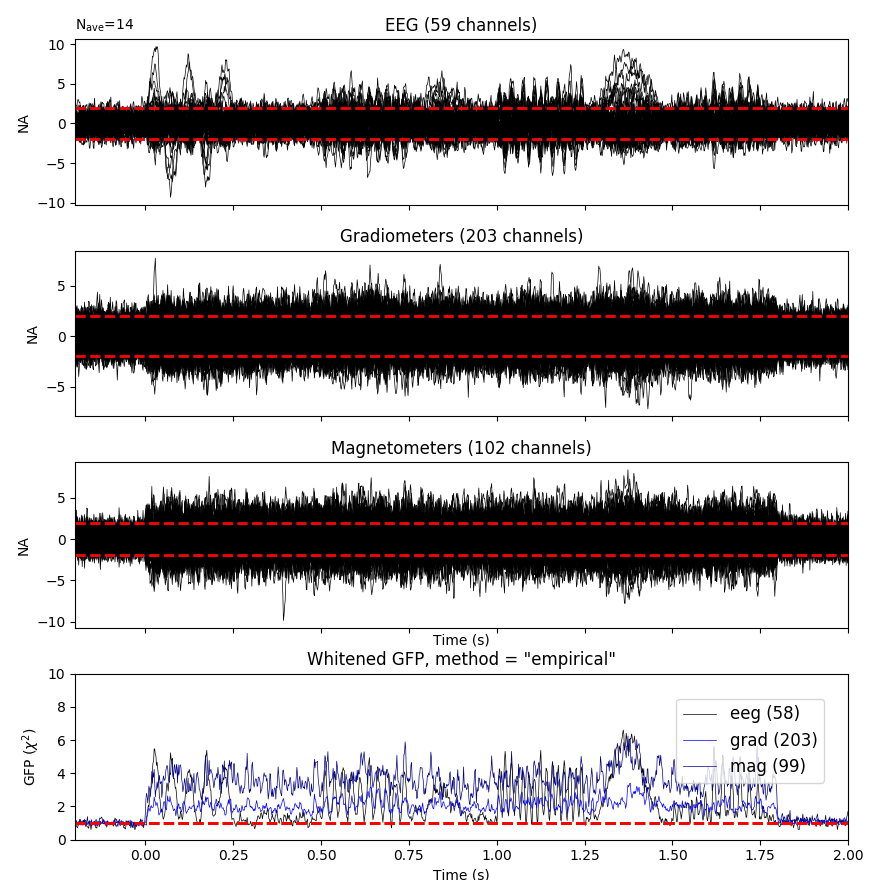 N_ave=14
EEG (59 channels)
10
5
0
−5
−10
NA
Gradiometers (203 channels)
5
0
−5
NA
Magnetometers (102 channels)
5
0
−5
−10
NA
Time (s)
Whitened GFP, method = "empirical"
10
8
6
4
2
0
GFP (χ²)
eeg (58)
grad (203)
mag (99)
0.00 0.25 0.50 0.75 1.00 1.25 1.50 1.75 2.00
Time (s)